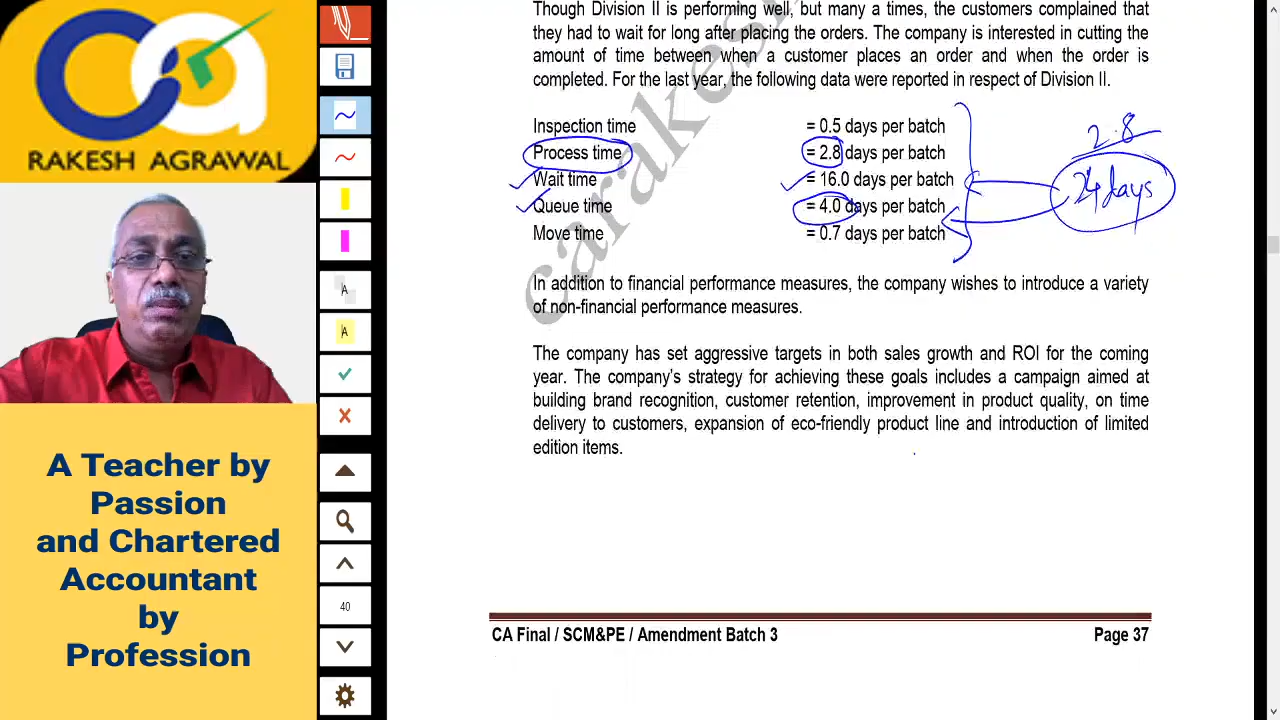 RAKESH AGRAWAL
A Teacher by
Passion
and Chartered
Accountant
by
Profession
A
A
40
Though Division II is performing well, but many a times, the customers complained that
they had to wait for long after placing the orders. The company is interested in cutting the
amount of time between when a customer places an order and when the order is
completed. For the last year, the following data were reported in respect of Division II.
Inspection time = 0.5 days per batch
Process time = 2.8 days per batch
Wait time = 16.0 days per batch
Queue time = 4.0 days per batch
Move time = 0.7 days per batch
2.8
24 days
In addition to financial performance measures, the company wishes to introduce a variety
of non-financial performance measures.
The company has set aggressive targets in both sales growth and ROI for the coming
year. The company's strategy for achieving these goals includes a campaign aimed at
building brand recognition, customer retention, improvement in product quality, on time
delivery to customers, expansion of eco-friendly product line and introduction of limited
edition items.
CA Final / SCM&PE / Amendment Batch 3 Page 37